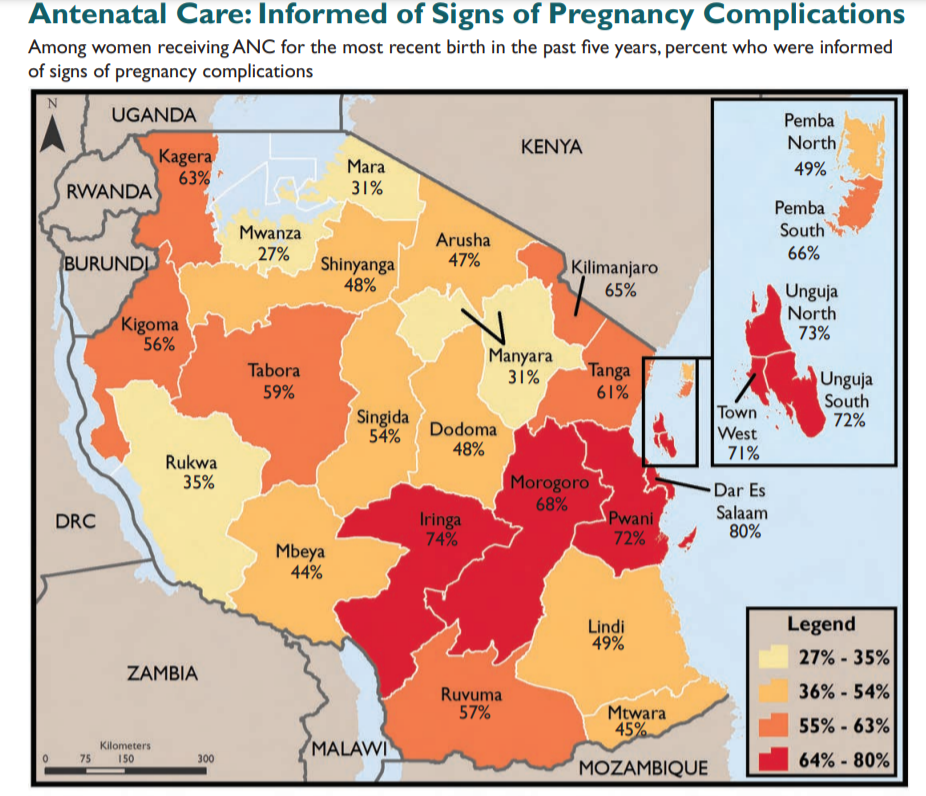 Antenatal Care: Informed of Signs of Pregnancy Complications
Among women receiving ANC for the most recent birth in the past five years, percent who were informed
of signs of pregnancy complications
N
UGANDA
KENYA
RWANDA
BURUNDI
DRC
ZAMBIA
MALAWI
MOZAMBIQUE
Kagera
63%
Mara
31%
Mwanza
27%
Shinyanga
48%
Arusha
47%
Kilimanjaro
65%
Kigoma
56%
Tabora
59%
Manyara
31%
Tanga
61%
Singida
54%
Dodoma
48%
Rukwa
35%
Morogoro
68%
Pwani
72%
Dar Es
Salaam
80%
Iringa
74%
Mbeya
44%
Lindi
49%
Ruvuma
57%
Mtwara
45%
Pemba
North
49%
Pemba
South
66%
Unguja
North
73%
Unguja
South
72%
Town
West
71%
Legend
27% - 35%
36% - 54%
55% - 63%
64% - 80%
Kilometers
0 75 150 300